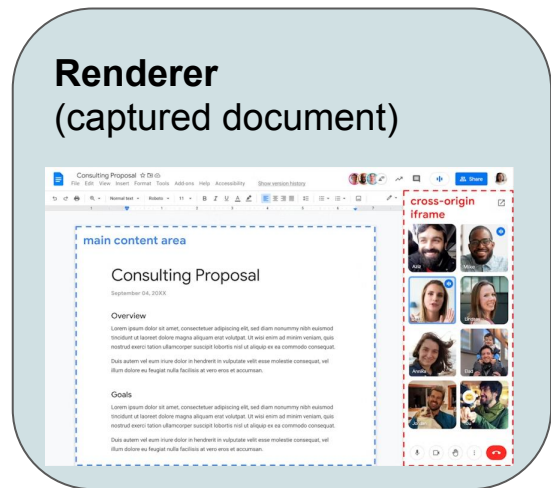 Renderer
(captured document)
Consulting Proposal
File Edit View Insert Format Tools Add-ons Help Accessibility Show version history
Share
Normal text Roboto 11 B I U A
cross-origin
iframe
main content area
Consulting Proposal
September 04, 20XX
Overview
Lorem ipsum dolor sit amet, consectetuer adipiscing elit, sed diam nonummy nibh euismod
tincidunt ut laoreet dolore magna aliquam erat volutpat. Ut wisi enim ad minim veniam, quis
nostrud exerci tation ullamcorper suscipit lobortis nisl ut aliquip ex ea commodo consequat.
Duis autem vel eum iriure dolor in hendrerit in vulputate velit esse molestie consequat, vel
illum dolore eu feugiat nulla facilisis at vero eros et accumsan.
Goals
Lorem ipsum dolor sit amet, consectetuer adipiscing elit, sed diam nonummy nibh euismod
tincidunt ut laoreet dolore magna aliquam erat volutpat. Ut wisi enim ad minim veniam, quis
nostrud exerci tation ullamcorper suscipit lobortis nisl ut aliquip ex ea commodo consequat.
Duis autem vel eum iriure dolor in hendrerit in vulputate velit esse molestie consequat, vel
illum dolore eu feugiat nulla facilisis at vero eros et accumsan.